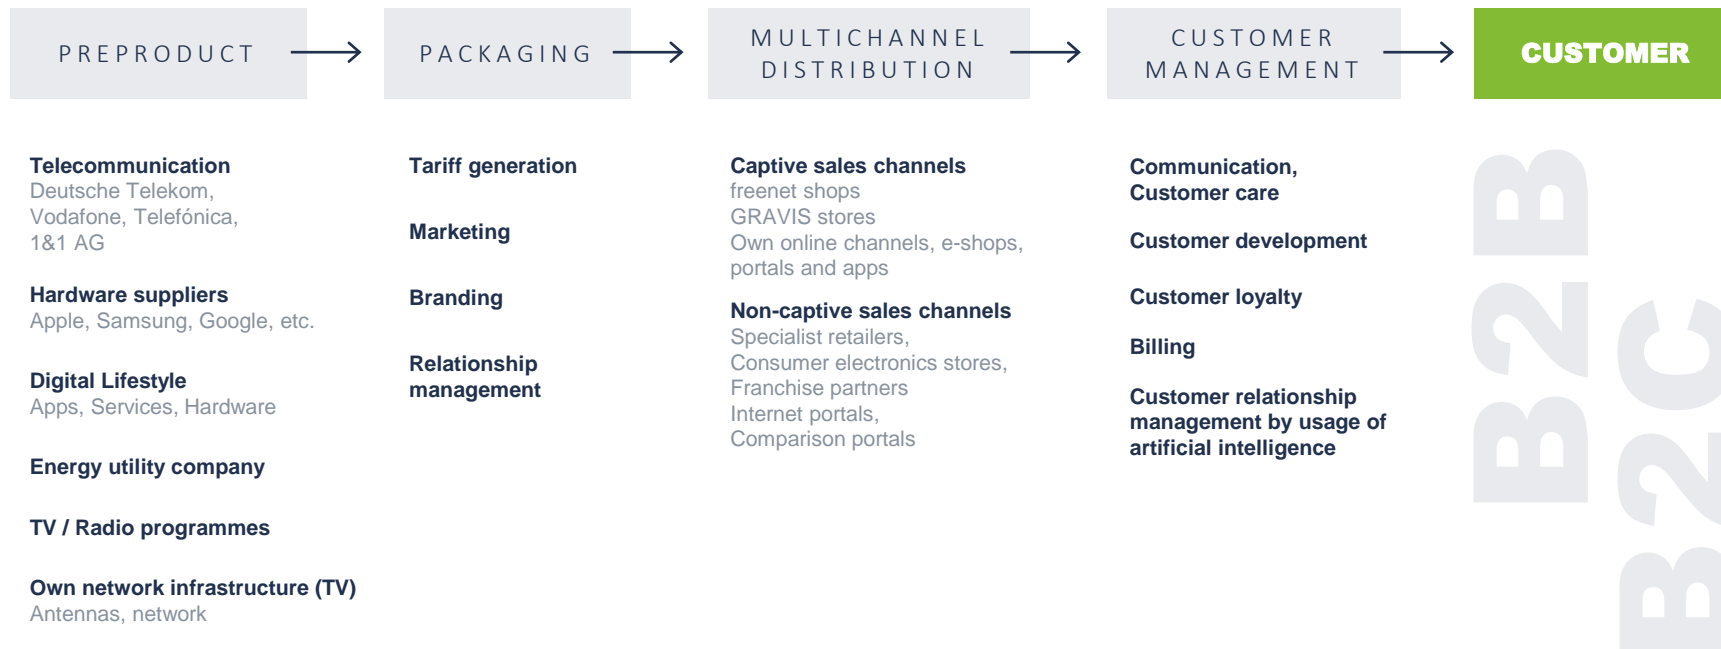 PREPRODUCT
PACKAGING
MULTICHANNEL
DISTRIBUTION
CUSTOMER
MANAGEMENT
CUSTOMER
Telecommunication
Deutsche Telekom,
Vodafone, Telefónica,
1&1 AG
Hardware suppliers
Apple, Samsung, Google, etc.
Digital Lifestyle
Apps, Services, Hardware
Energy utility company
TV / Radio programmes
Own network infrastructure (TV)
Antennas, network
Tariff generation
Marketing
Branding
Relationship
management
Captive sales channels
freenet shops
GRAVIS stores
Own online channels, e-shops,
portals and apps
Non-captive sales channels
Specialist retailers,
Consumer electronics stores,
Franchise partners
Internet portals,
Comparison portals
Communication,
Customer care
Customer development
Customer loyalty
Billing
Customer relationship
management by usage of
artificial intelligence
B2B
B2C